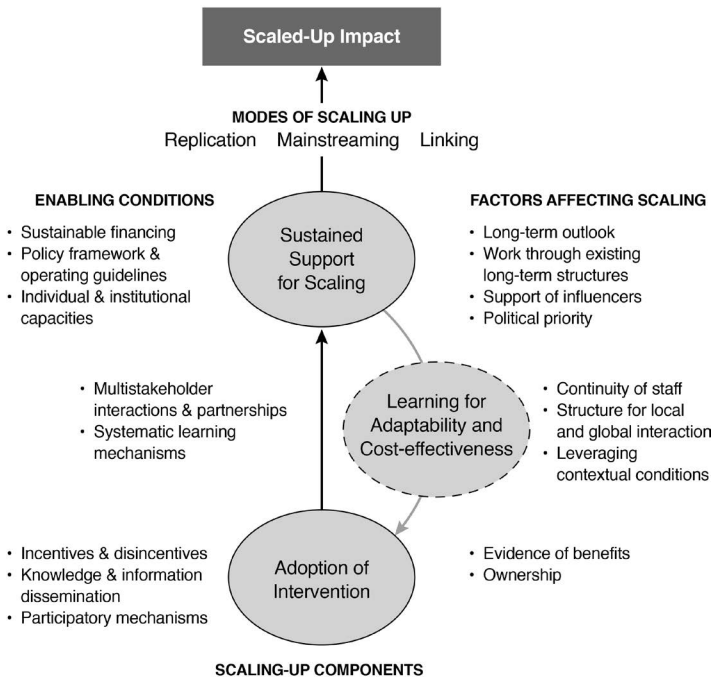 Scaled-Up Impact
MODES OF SCALING UP
Replication Mainstreaming Linking
ENABLING CONDITIONS
• Sustainable financing
• Policy framework &
operating guidelines
• Individual & institutional
capacities
Sustained
Support
for Scaling
FACTORS AFFECTING SCALING
• Long-term outlook
• Work through existing
long-term structures
• Support of influencers
• Political priority
• Multistakeholder
interactions & partnerships
• Systematic learning
mechanisms
Learning for
Adaptability and
Cost-effectiveness
• Continuity of staff
• Structure for local
and global interaction
• Leveraging
contextual conditions
• Incentives & disincentives
• Knowledge & information
dissemination
• Participatory mechanisms
Adoption of
Intervention
• Evidence of benefits
• Ownership
SCALING-UP COMPONENTS